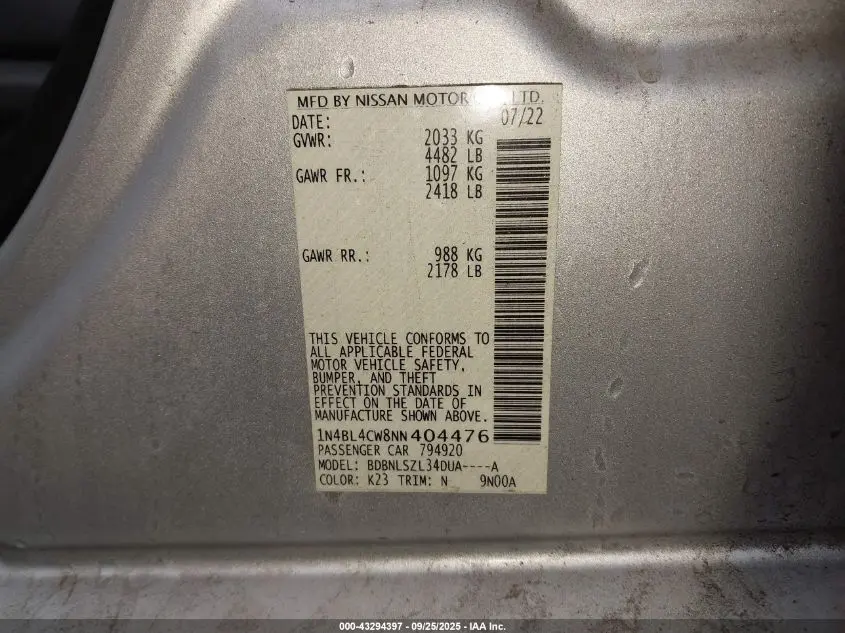 MFD BY NISSAN MOTOR LTD.
DATE: 07/22
GVWR: 2033 KG
4482 LB
GAWR FR.: 1097 KG
2418 LB
GAWR RR.: 988 KG
2178 LB
THIS VEHICLE CONFORMS TO
ALL APPLICABLE FEDERAL
MOTOR VEHICLE SAFETY,
BUMPER, AND THEFT
PREVENTION STANDARDS IN
EFFECT ON THE DATE OF
MANUFACTURE SHOWN ABOVE.
1N4BL4CW8NN404476
PASSENGER CAR 794920
MODEL: BDBNLSZL34DUA----A
COLOR: K23 TRIM: N 9N00A
000-43294397 - 09/25/2025 - IAA Inc.